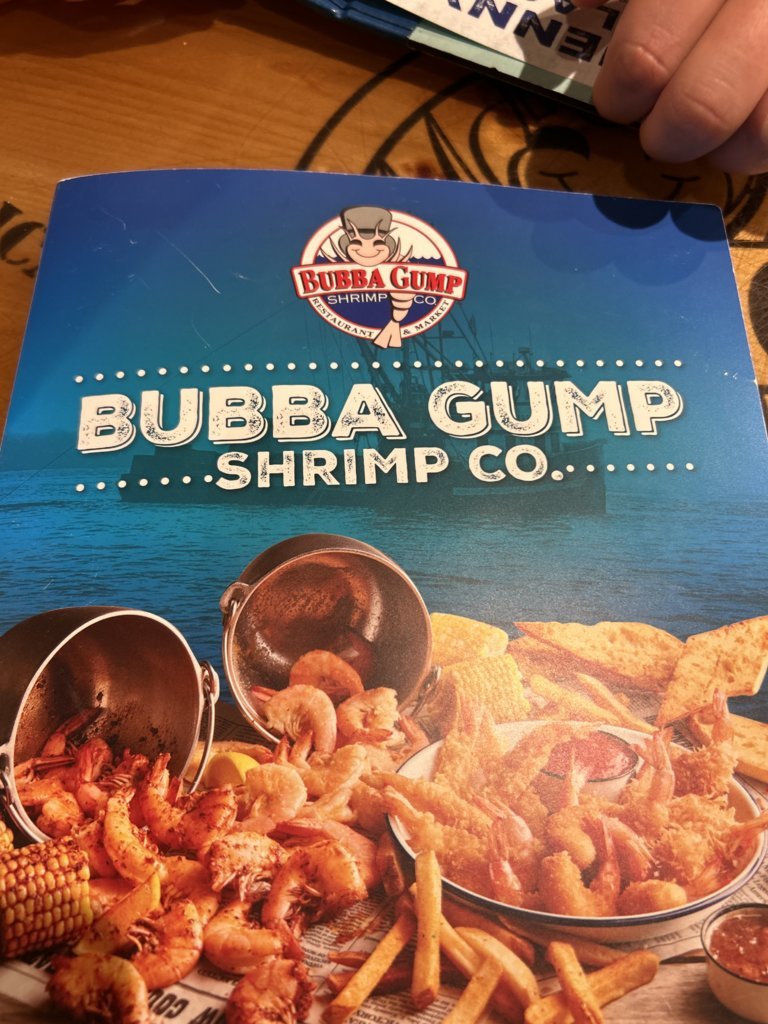 BUBBA GUMP
SHRIMP CO
RESTAURANT & MARKET
BUBBA GUMP
SHRIMP CO.